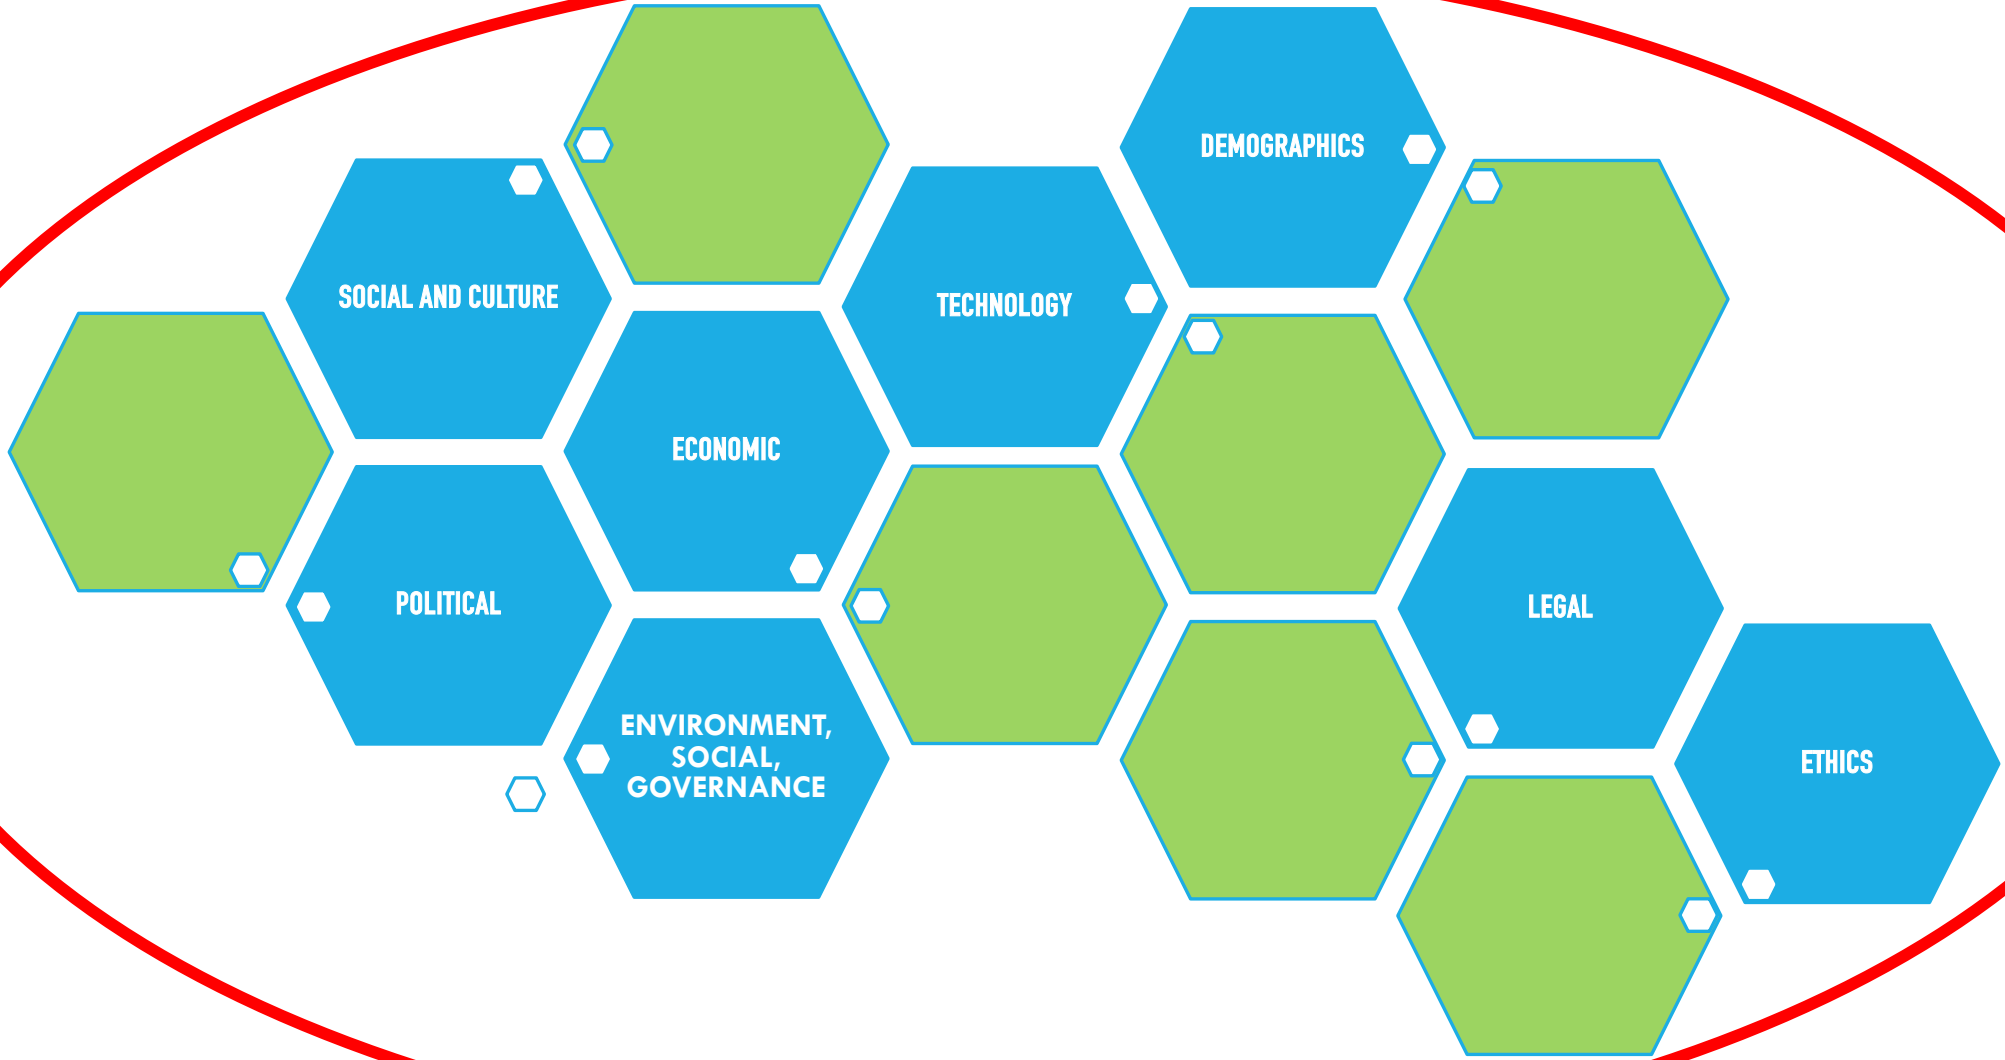 DEMOGRAPHICS
SOCIAL AND CULTURE
TECHNOLOGY
ECONOMIC
POLITICAL
LEGAL
ENVIRONMENT,
SOCIAL,
GOVERNANCE
ETHICS